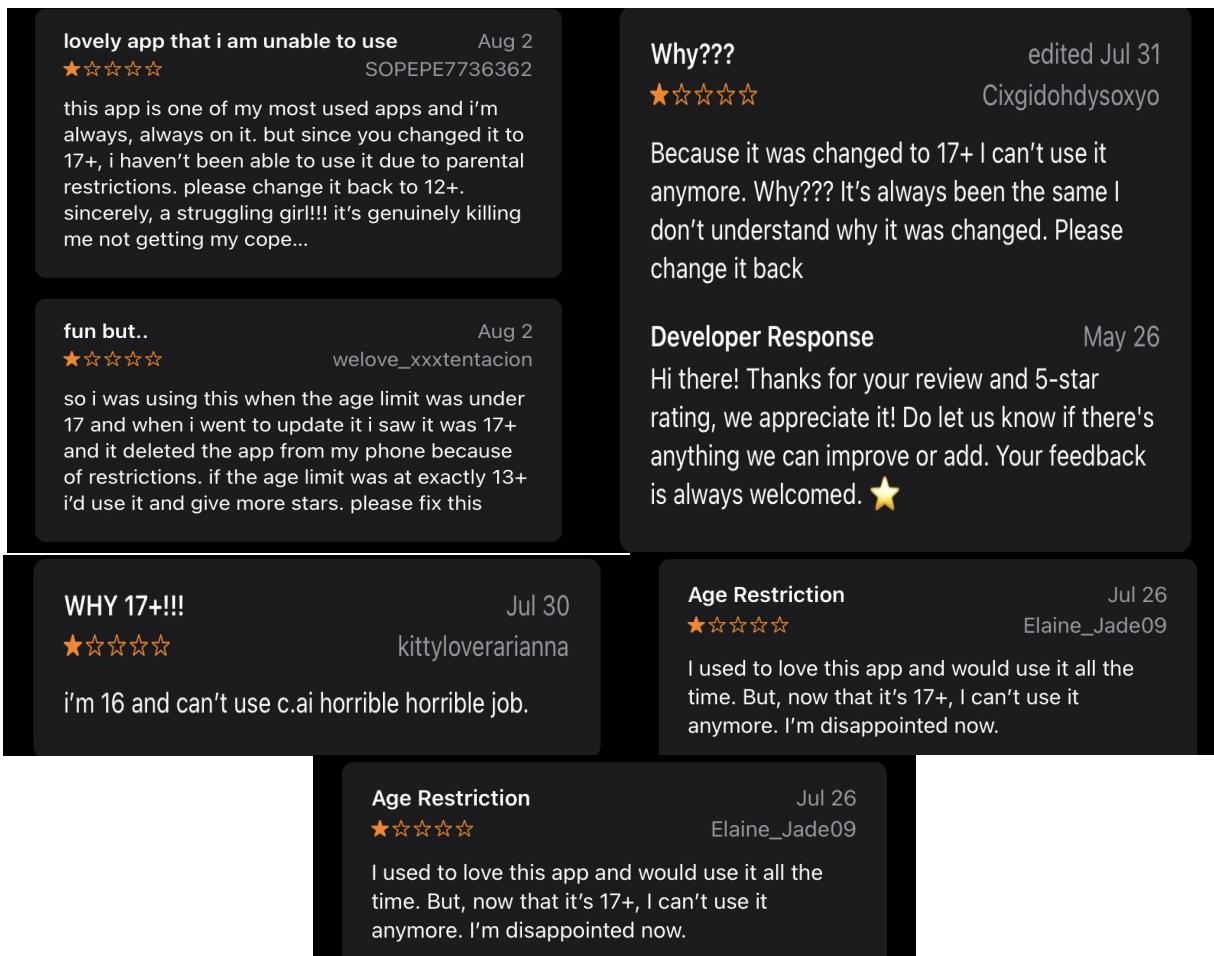 lovely app that i am unable to use Aug 2
SOPEPE7736362
this app is one of my most used apps and i'm
always, always on it. but since you changed it to
17+, i haven't been able to use it due to parental
restrictions. please change it back to 12+.
sincerely, a struggling girl!!! it's genuinely killing
me not getting my cope...
fun but.. Aug 2
welove_xxxtentacion
so i was using this when the age limit was under
17 and when i went to update it i saw it was 17+
and it deleted the app from my phone because
of restrictions. if the age limit was at exactly 13+
i'd use it and give more stars. please fix this
Why??? edited Jul 31
Cixgidohdysoxyo
Because it was changed to 17+ I can't use it
anymore. Why??? It's always been the same I
don't understand why it was changed. Please
change it back
Developer Response May 26
Hi there! Thanks for your review and 5-star
rating, we appreciate it! Do let us know if there's
anything we can improve or add. Your feedback
is always welcomed. ⭐
WHY 17+!!! Jul 30
kittyloverarianna
i'm 16 and can't use c.ai horrible horrible job.
Age Restriction Jul 26
Elaine_Jade09
I used to love this app and would use it all the
time. But, now that it's 17+, I can't use it
anymore. I'm disappointed now.
Age Restriction Jul 26
Elaine_Jade09
I used to love this app and would use it all the
time. But, now that it's 17+, I can't use it
anymore. I'm disappointed now.